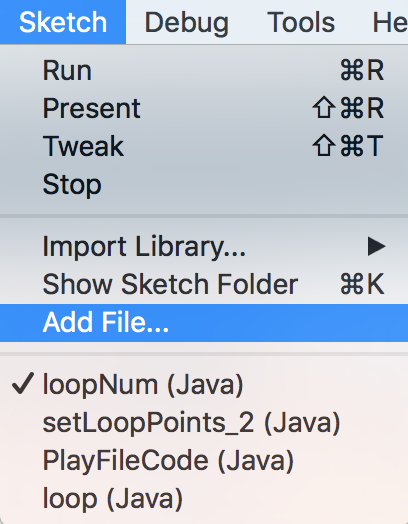 Sketch Debug Tools He
Run ⌘R
Present ⇧⌘R
Tweak ⇧⌘T
Stop
Import Library... ▶
Show Sketch Folder ⌘K
Add File...
✓ loopNum (Java)
setLoopPoints_2 (Java)
PlayFileCode (Java)
loop (Java)